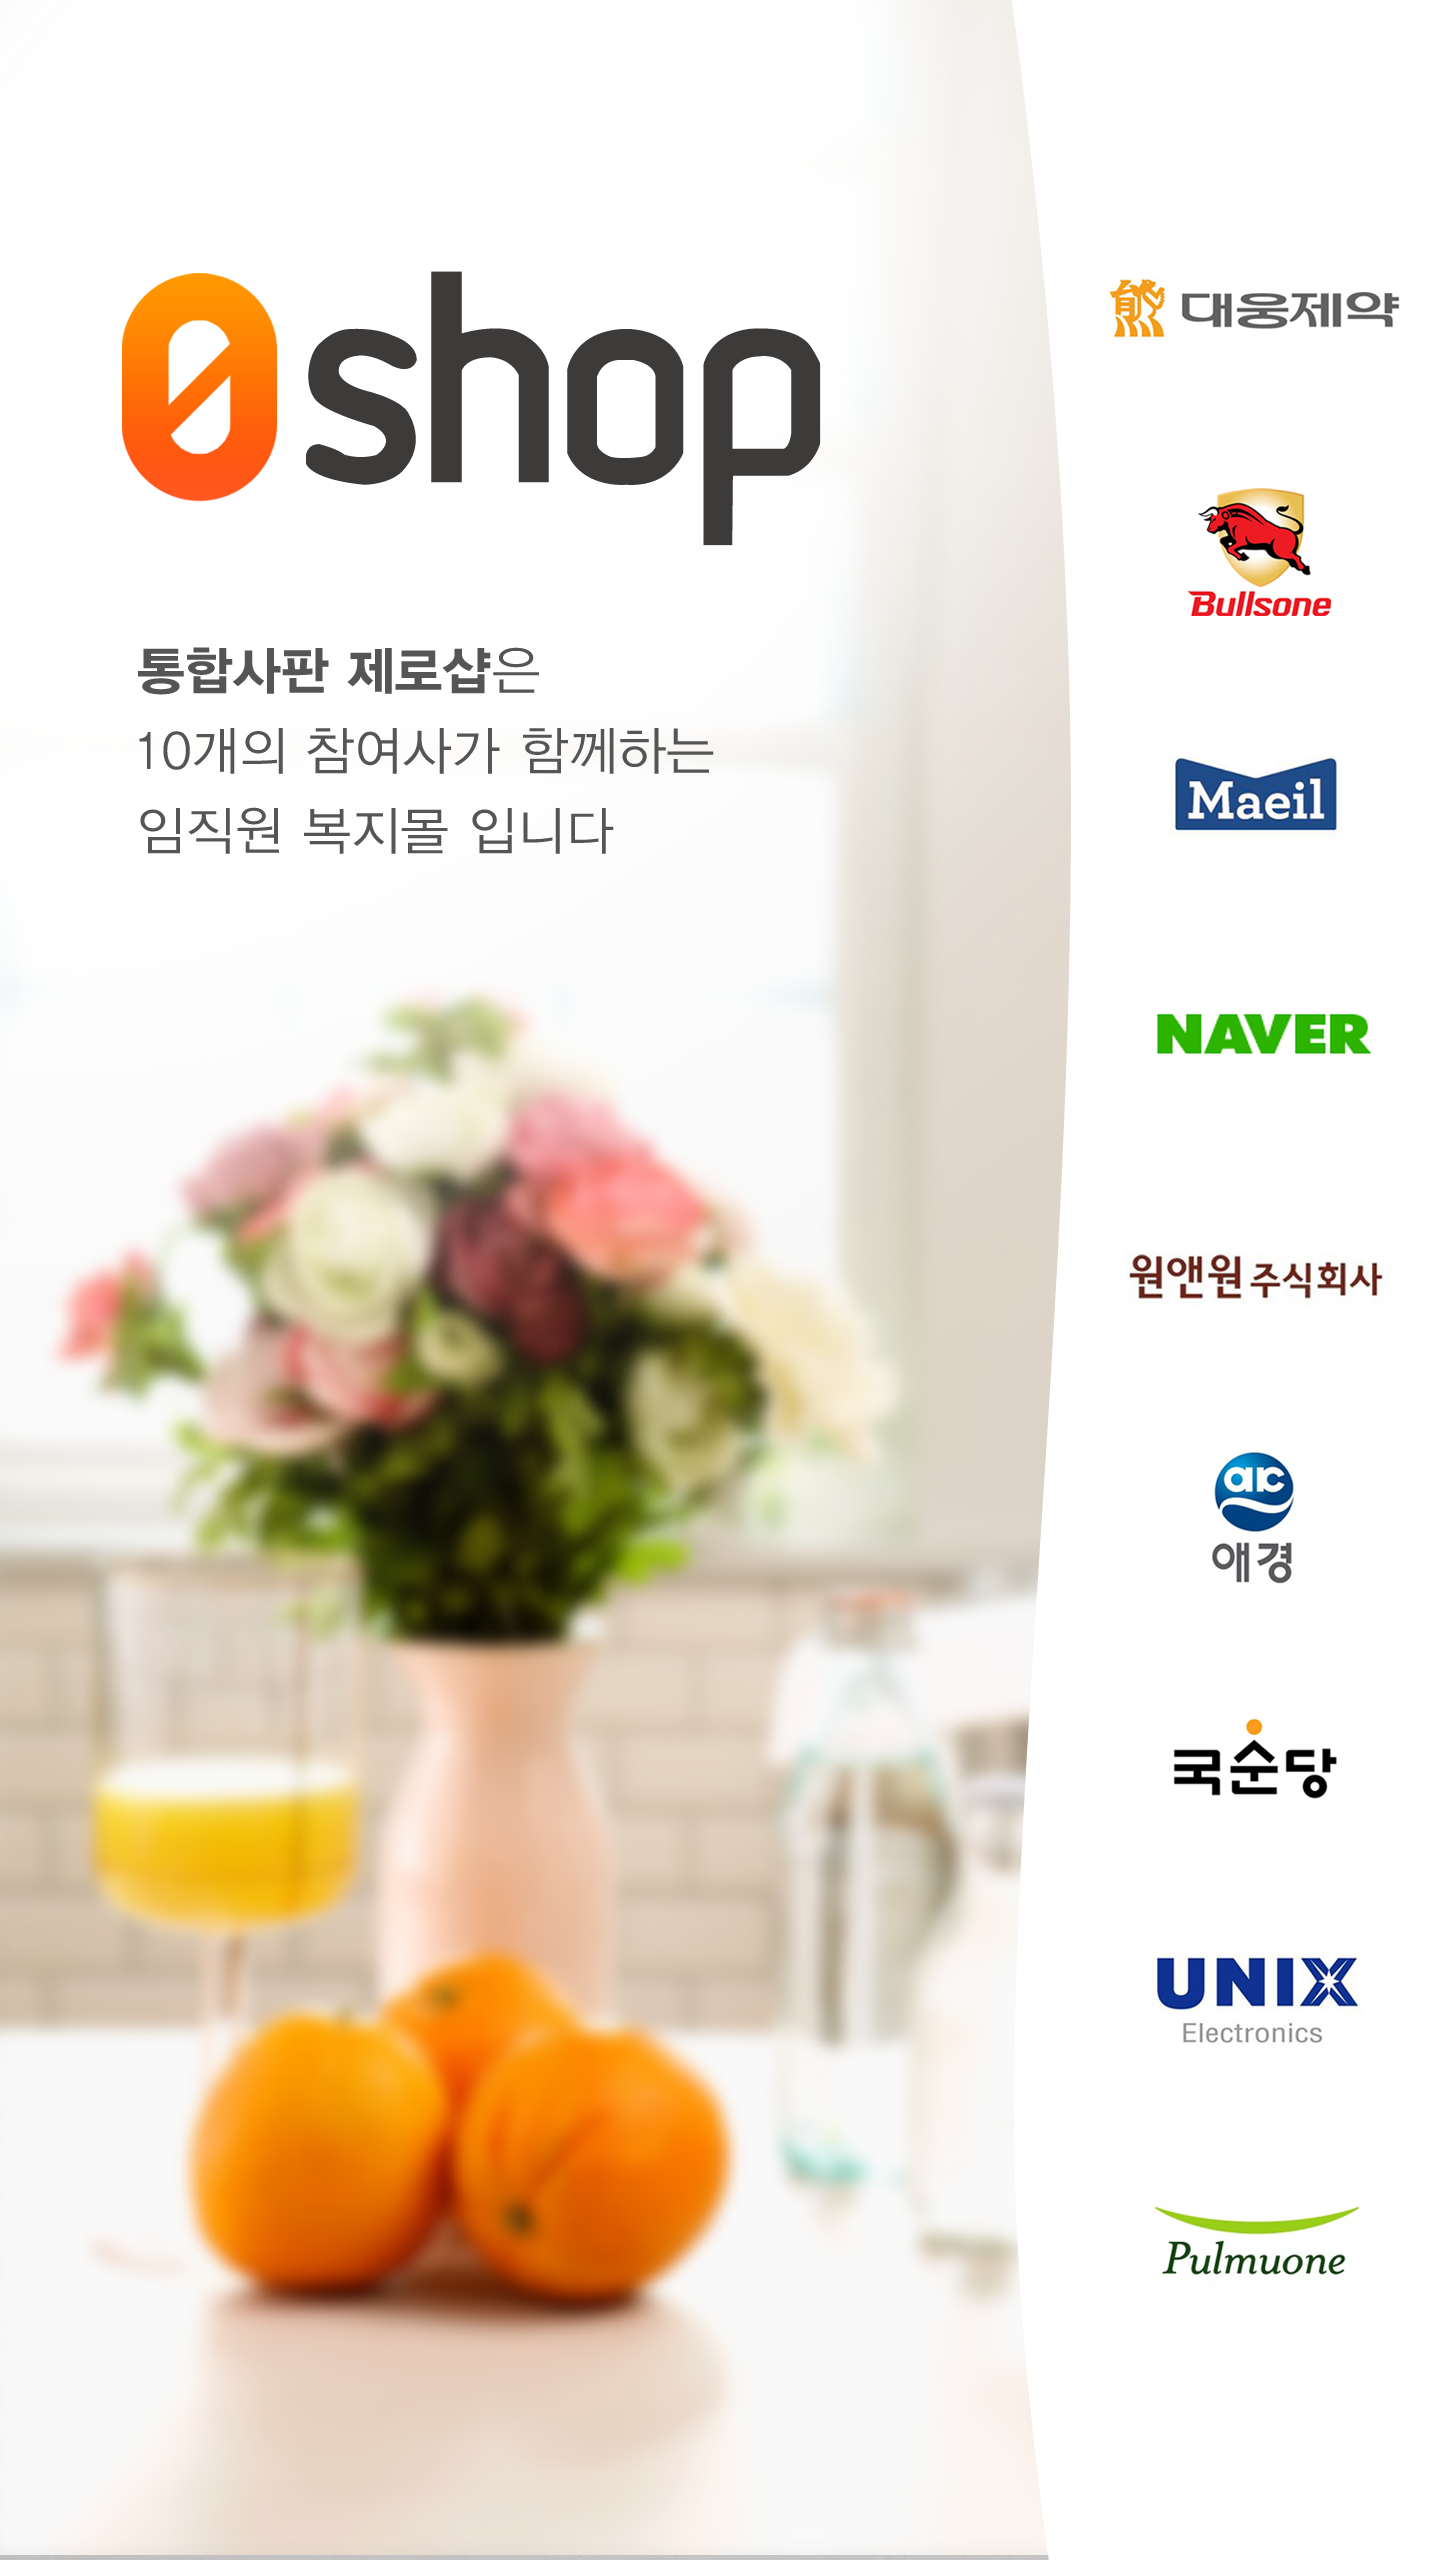 0shop
통합사판 제로샵은
10개의 참여사가 함께하는
임직원 복지몰 입니다
대웅제약
Bullsone
Maeil
NAVER
원앤원 주식회사
aк
애경
국순당
UNIX
Electronics
Pulmuone